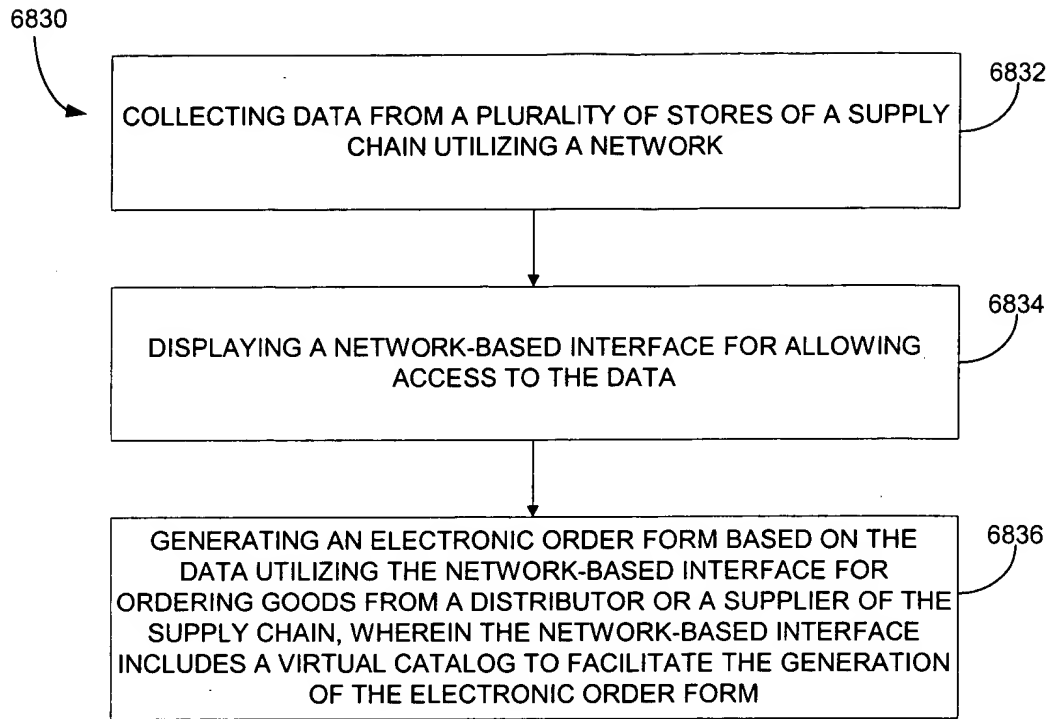 6830
6832
COLLECTING DATA FROM A PLURALITY OF STORES OF A SUPPLY
CHAIN UTILIZING A NETWORK
6834
DISPLAYING A NETWORK-BASED INTERFACE FOR ALLOWING
ACCESS TO THE DATA
6836
GENERATING AN ELECTRONIC ORDER FORM BASED ON THE
DATA UTILIZING THE NETWORK-BASED INTERFACE FOR
ORDERING GOODS FROM A DISTRIBUTOR OR A SUPPLIER OF THE
SUPPLY CHAIN, WHEREIN THE NETWORK-BASED INTERFACE
INCLUDES A VIRTUAL CATALOG TO FACILITATE THE GENERATION
OF THE ELECTRONIC ORDER FORM